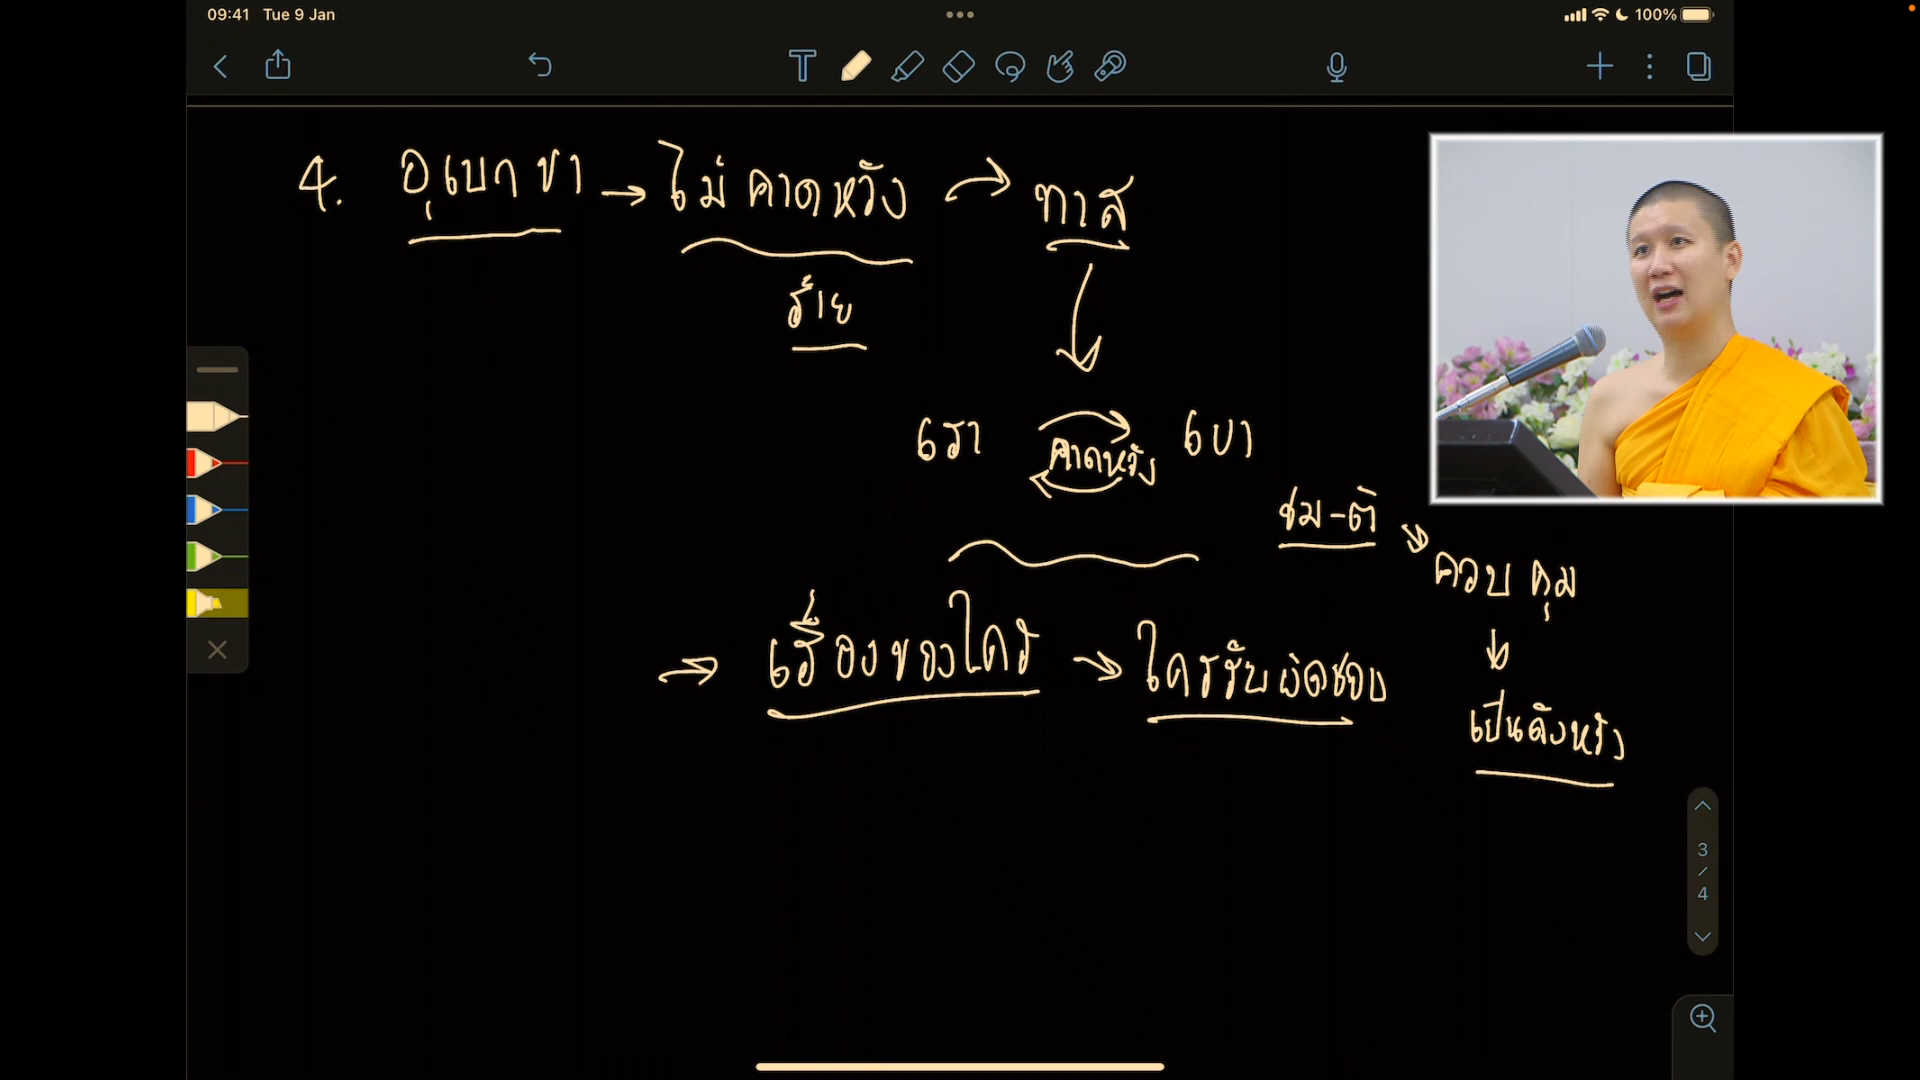 09:41 Tue 9 Jan
100%
4. อุเบกขา → ไม่คาดหวัง → ทาส
ร้าย
เรา คาดหวัง เขา
ชม-ติ
→ ควบคุม
→ เรื่องของใคร → ใครรับผิดชอบ
เป็นดังหวัง
3
/
4